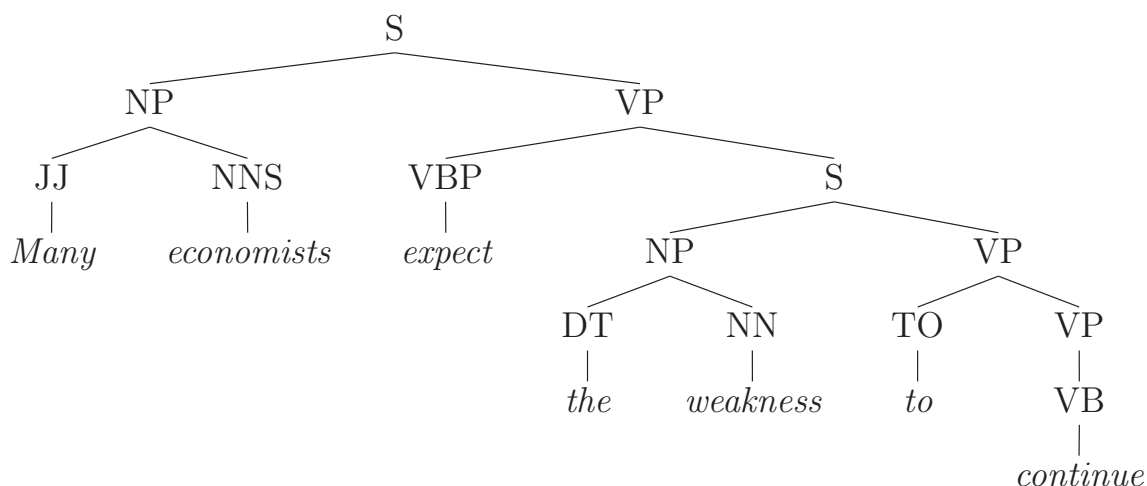 S
NP VP
JJ NNS VBP S
Many economists expect NP VP
DT NN TO VP
the weakness to VB
continue